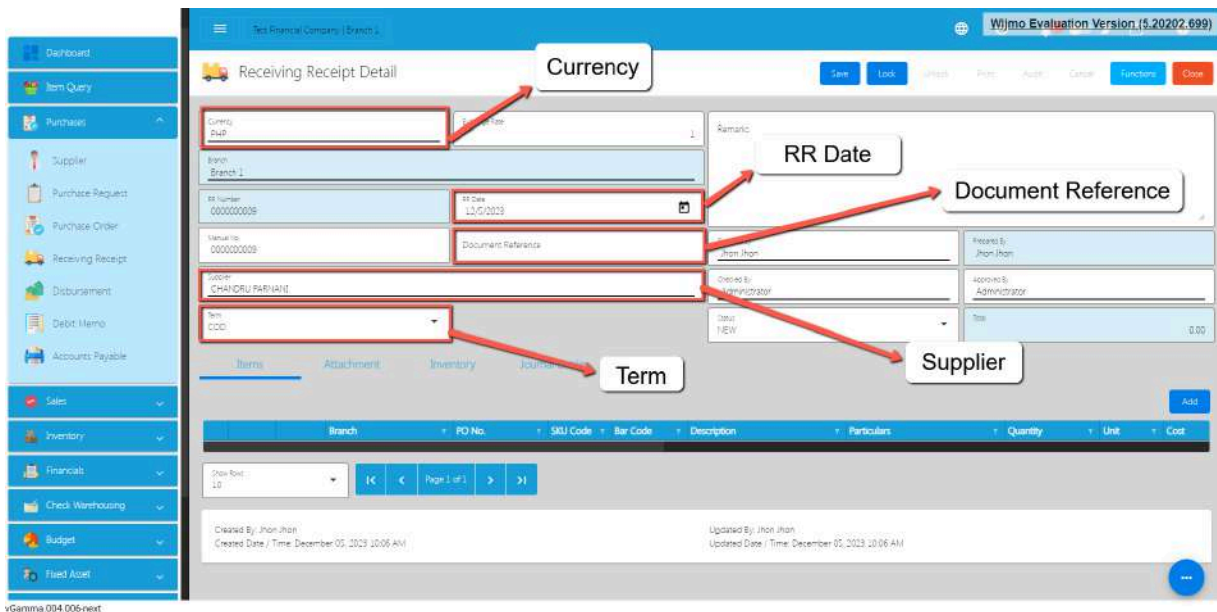 Test Financial Company | Branch 1
Wijmo Evaluation Version (5.20202.699)
Dashboard
Item Query
Purchases
Supplier
Purchase Request
Purchase Order
Receiving Receipt
Disbursement
Debit Memo
Accounts Payable
Sales
Inventory
Financials
Check Warehousing
Budget
Fixed Asset
vGamma.004.006-next
Receiving Receipt Detail
Currency
Save Lock Unlock Print Cancel Functions Close
Currency
PHP
Exchange Rate
1
Remarks
Branch
Branch 1
RR Date
RR Number
0000000009
RR Date
12/5/2023
Document Reference
Manual No.
0000000009
Document Reference
Jhon Jhon
Prepared By
Jhon Jhon
Supplier
CHANDRU PARNANI
Checked By
Administrator
Approved By
Administrator
Term
COD
Status
NEW
Total
0.00
Supplier
Term
Items Attachment Inventory
Add
Branch PO No. SKU Code Bar Code Description Particulars Quantity Unit Cost
Show Rows
10
Page 1 of 1
Created By: Jhon Jhon
Created Date / Time: December 05, 2023 10:06 AM
Updated By: Jhon Jhon
Updated Date / Time: December 05, 2023 10:06 AM